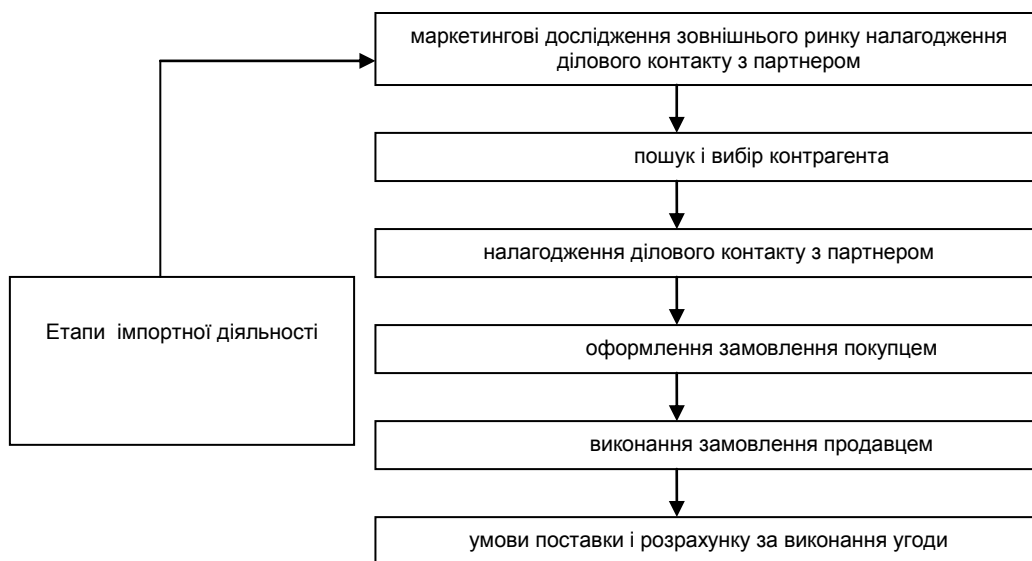 маркетингові дослідження зовнішнього ринку налагодження
ділового контакту з партнером
пошук і вибір контрагента
налагодження ділового контакту з партнером
Етапи імпортної діяльності
оформлення замовлення покупцем
виконання замовлення продавцем
умови поставки і розрахунку за виконання угоди